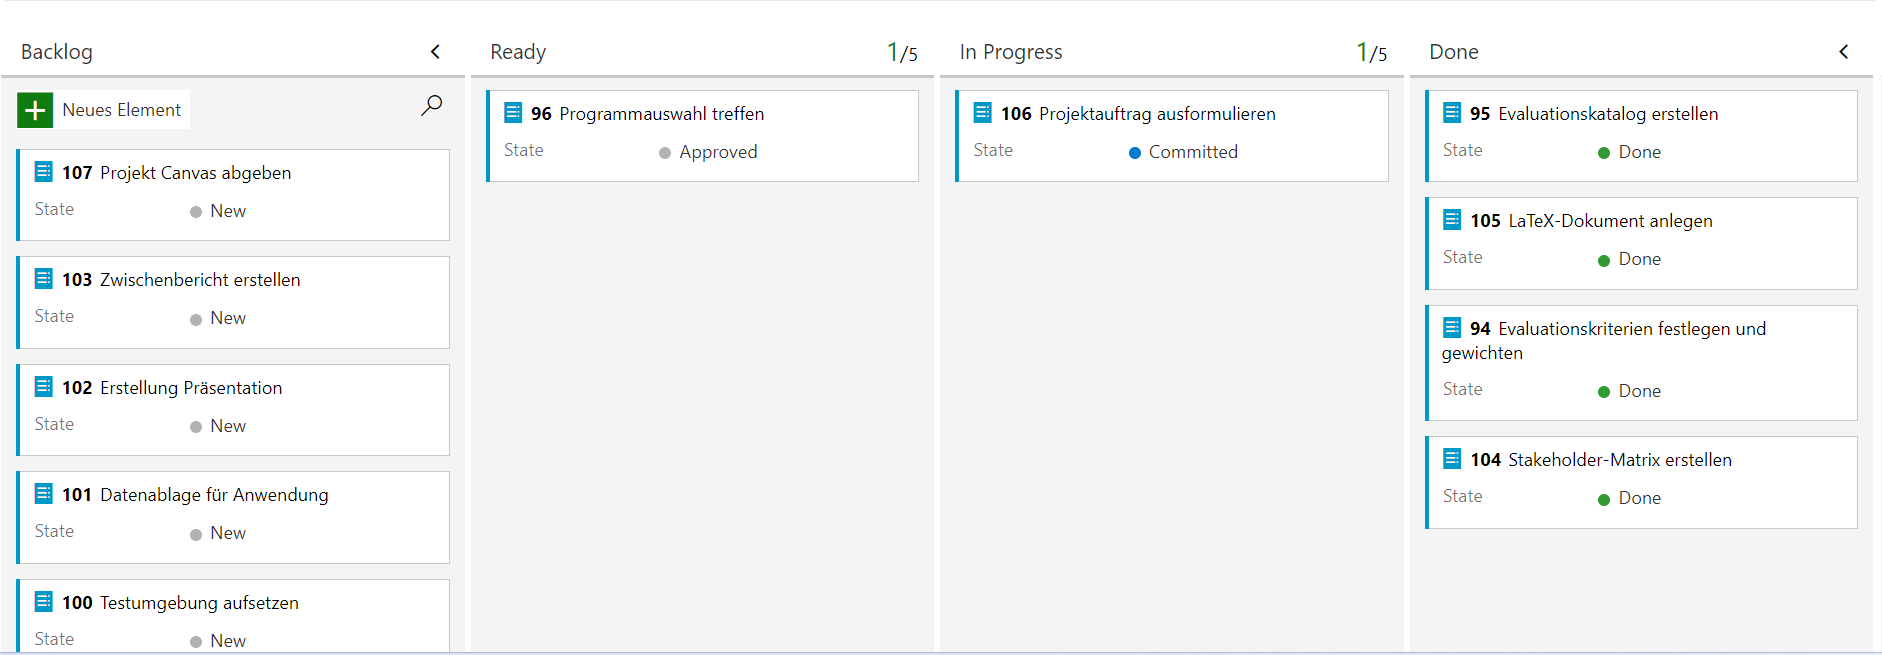 Backlog
Neues Element
107 Projekt Canvas abgeben
State New
103 Zwischenbericht erstellen
State New
102 Erstellung Präsentation
State New
101 Datenablage für Anwendung
State New
100 Testumgebung aufsetzen
State New
Ready 1/5
96 Programmauswahl treffen
State Approved
In Progress 1/5
106 Projektauftrag ausformulieren
State Committed
Done
95 Evaluationskatalog erstellen
State Done
105 LaTeX-Dokument anlegen
State Done
94 Evaluationskriterien festlegen und
gewichten
State Done
104 Stakeholder-Matrix erstellen
State Done